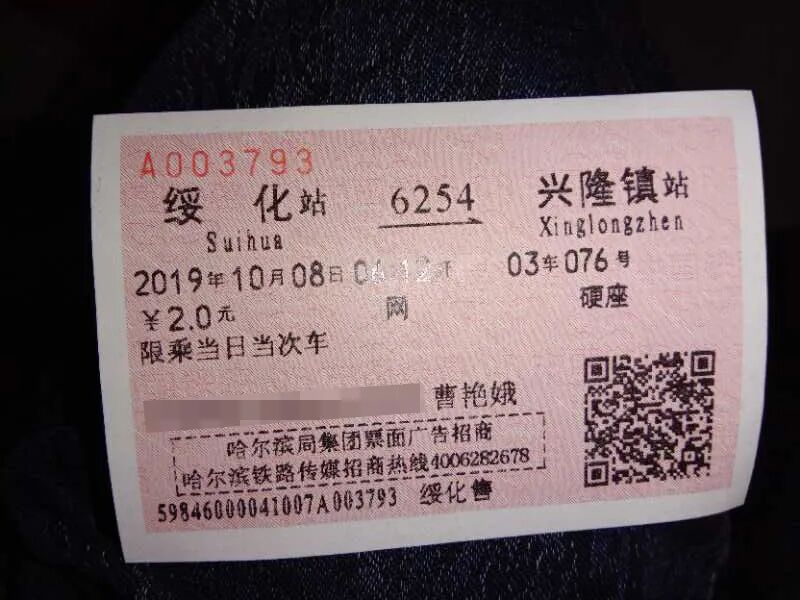 A003793
绥化站 6254 兴隆镇站
Suihua Xinglongzhen
2019年10月08日 06:12开 03车076号
¥2.0元 网 硬座
限乘当日当次车
曹艳娥
哈尔滨局集团票面广告招商
哈尔滨铁路传媒招商热线4006282678
59846000041007A003793 绥化售